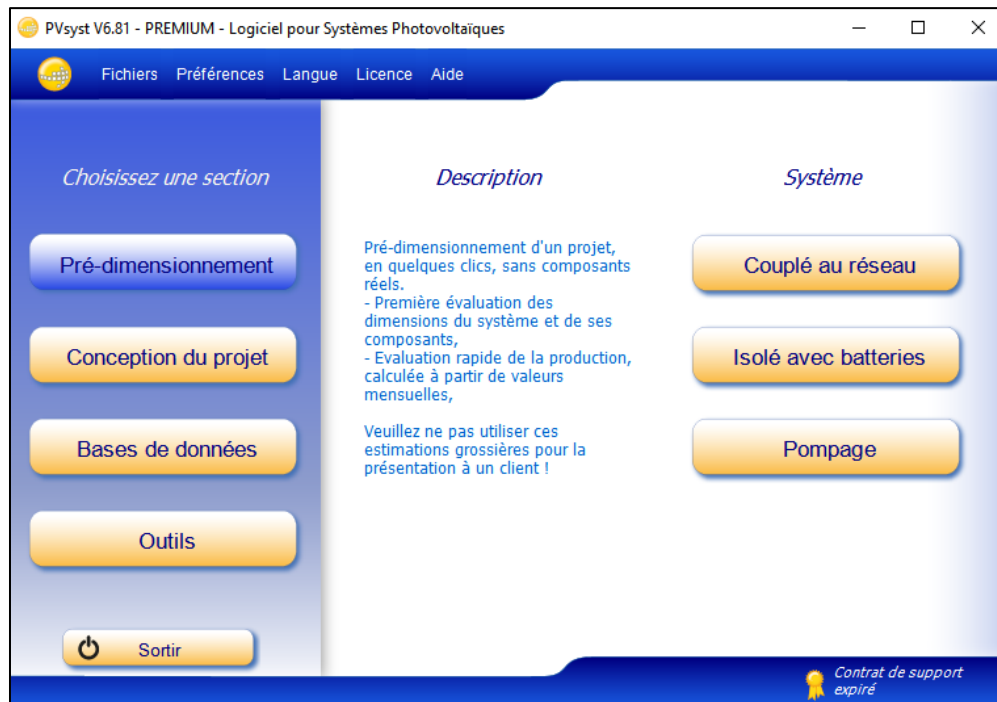 PVsyst V6.81 - PREMIUM - Logiciel pour Systèmes Photovoltaïques
Fichiers Préférences Langue Licence Aide
Choisissez une section
Pré-dimensionnement
Conception du projet
Bases de données
Outils
Sortir
Description
Pré-dimensionnement d'un projet,
en quelques clics, sans composants
réels.
- Première évaluation des
dimensions du système et de ses
composants,
- Evaluation rapide de la production,
calculée à partir de valeurs
mensuelles,
Veuillez ne pas utiliser ces
estimations grossières pour la
présentation à un client !
Système
Couplé au réseau
Isolé avec batteries
Pompage
Contrat de support
expiré